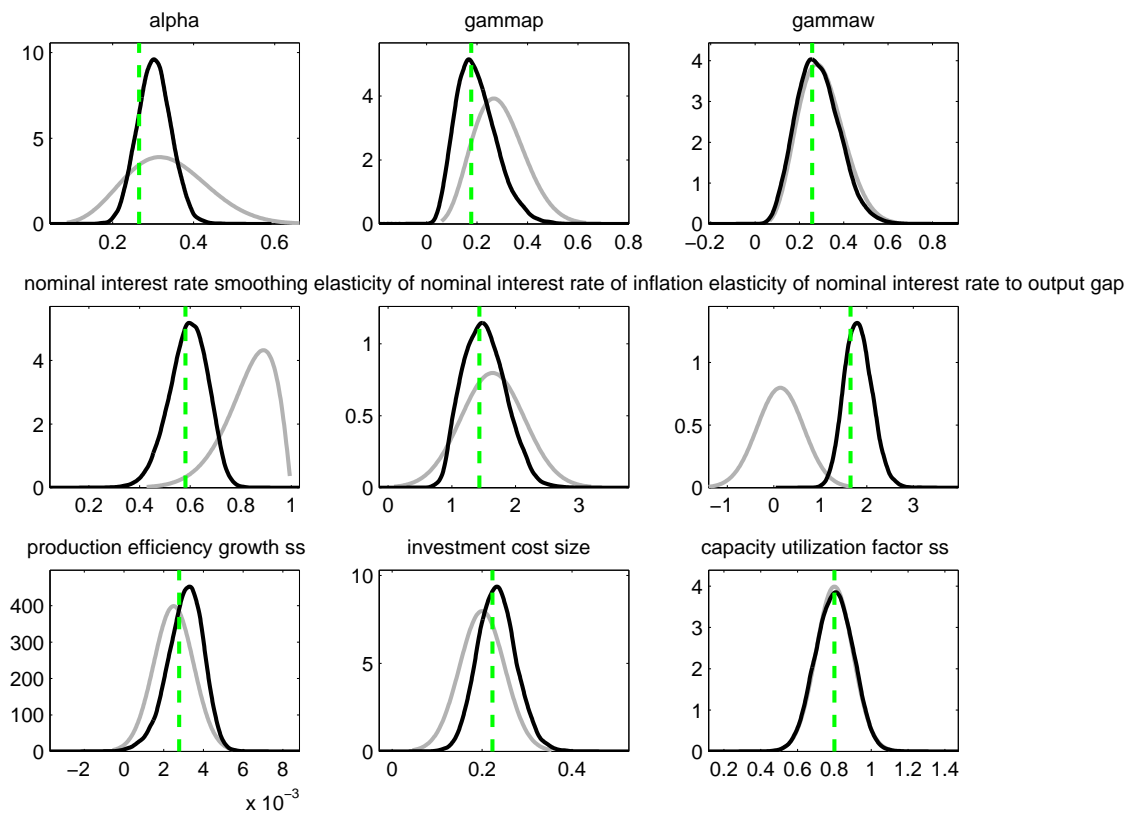 alpha gammap gammaw
10
5
0
0.2 0.4 0.6
4
2
0
0 0.2 0.4 0.6 0.8
4
3
2
1
0
−0.2 0 0.2 0.4 0.6 0.8
nominal interest rate smoothing elasticity of nominal interest rate of inflation elasticity of nominal interest rate to output gap
4
2
0
0.2 0.4 0.6 0.8 1
1
0.5
0
0 1 2 3
1
0.5
0
−1 0 1 2 3
production efficiency growth ss investment cost size capacity utilization factor ss
400
300
200
100
0
−2 0 2 4 6 8
x 10−3
10
5
0
0 0.2 0.4
4
3
2
1
0
0.2 0.4 0.6 0.8 1 1.2 1.4